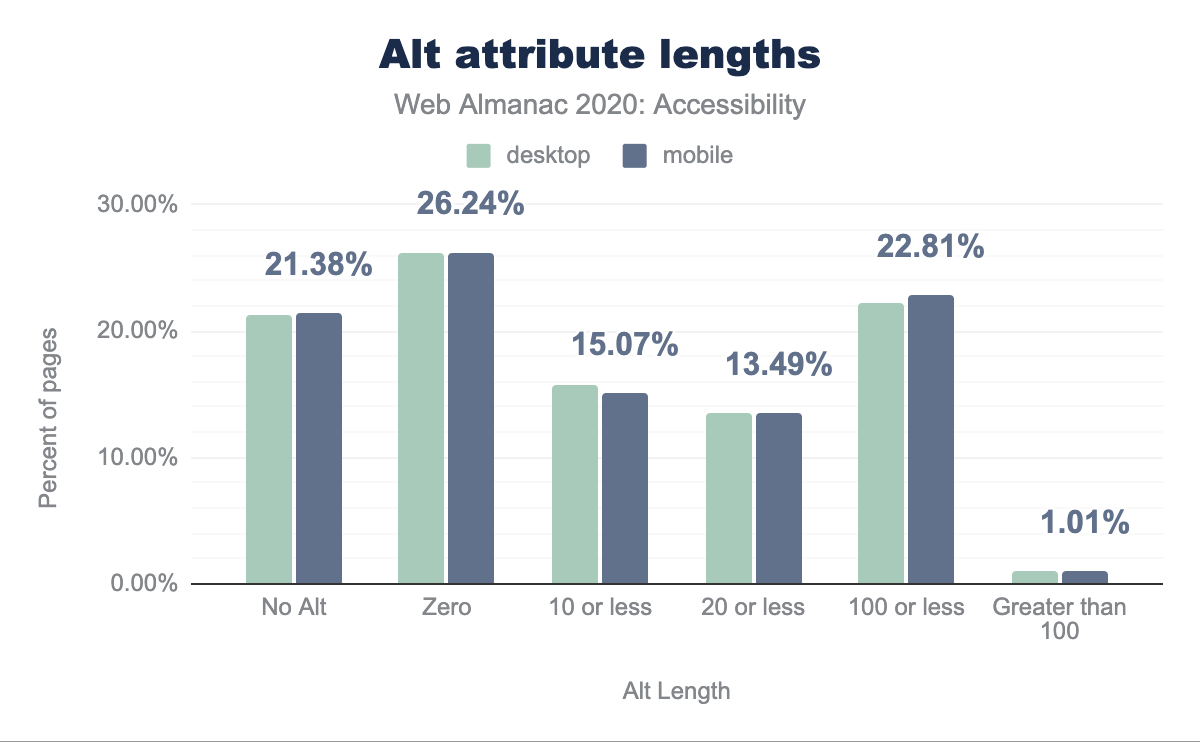 Alt attribute lengths
Web Almanac 2020: Accessibility
desktop
mobile
30.00%
20.00%
10.00%
0.00%
Percent of pages
21.38%
26.24%
15.07%
13.49%
22.81%
1.01%
No Alt
Zero
10 or less
20 or less
100 or less
Greater than
100
Alt Length